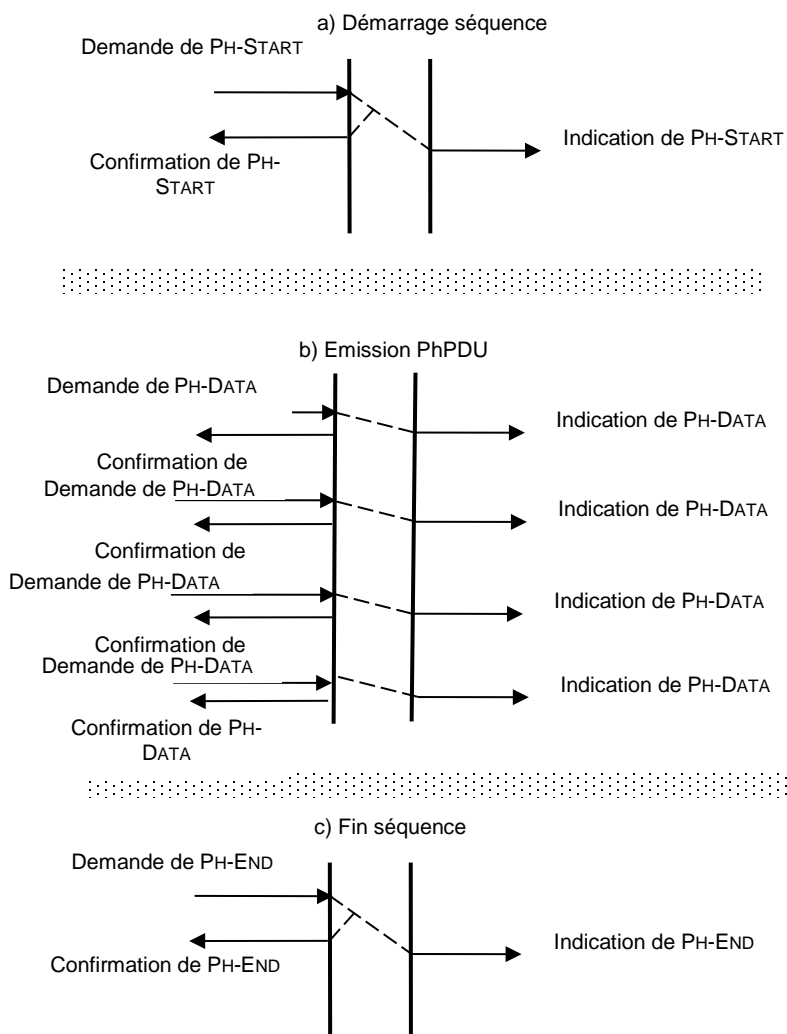 a) Démarrage séquence
Demande de PH-START
Indication de PH-START
Confirmation de PH-
START
b) Emission PhPDU
Demande de PH-DATA
Indication de PH-DATA
Confirmation de
Demande de PH-DATA
Indication de PH-DATA
Confirmation de
Demande de PH-DATA
Indication de PH-DATA
Confirmation de
Demande de PH-DATA
Indication de PH-DATA
Confirmation de PH-
DATA
c) Fin séquence
Demande de PH-END
Indication de PH-END
Confirmation de PH-END